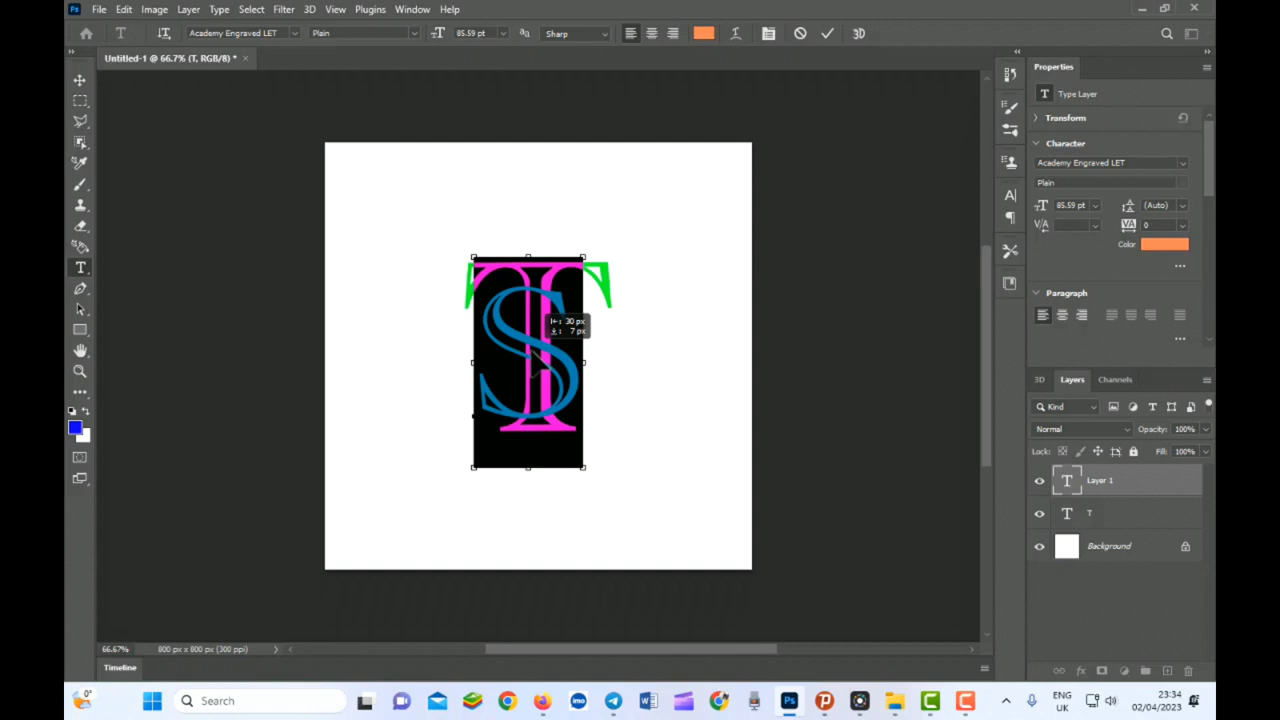 Ps File Edit Image Layer Type Select Filter 3D View Plugins Window Help
T Academy Engraved LET Plain 85.59 pt Sharp 3D
Untitled-1 @ 66.7% (T, RGB/8) *
T
S
30 px
7 px
66.67% 800 px x 800 px (300 ppi)
Timeline
Properties
T Type Layer
Transform
Character
Academy Engraved LET
Plain
85.59 pt (Auto)
0
Color
Paragraph
3D Layers Channels
Kind
Normal Opacity: 100%
Lock: Fill: 100%
T Layer 1
T T
Background
0°
Search
ENG
UK
23:34
02/04/2023